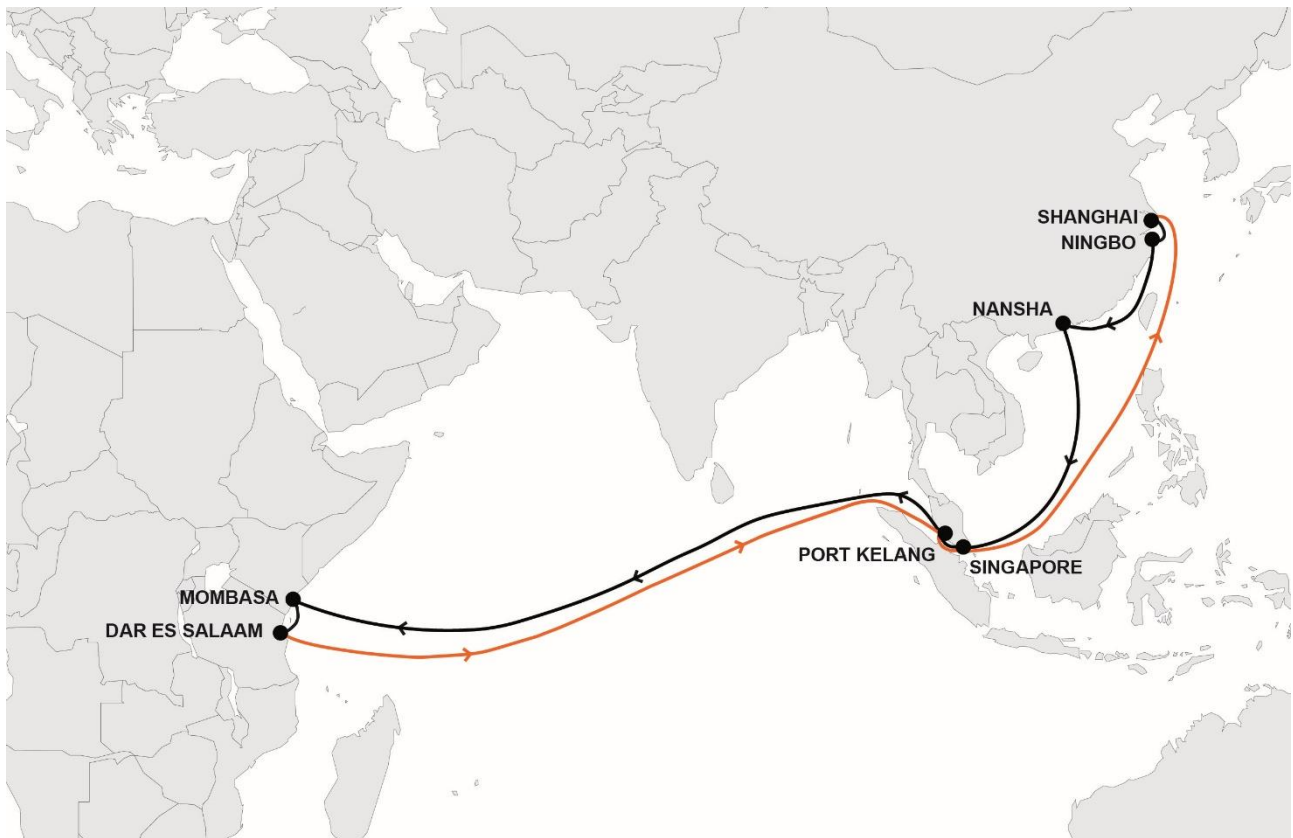 SHANGHAI
NINGBO
NANSHA
PORT KELANG
SINGAPORE
MOMBASA
DAR ES SALAAM